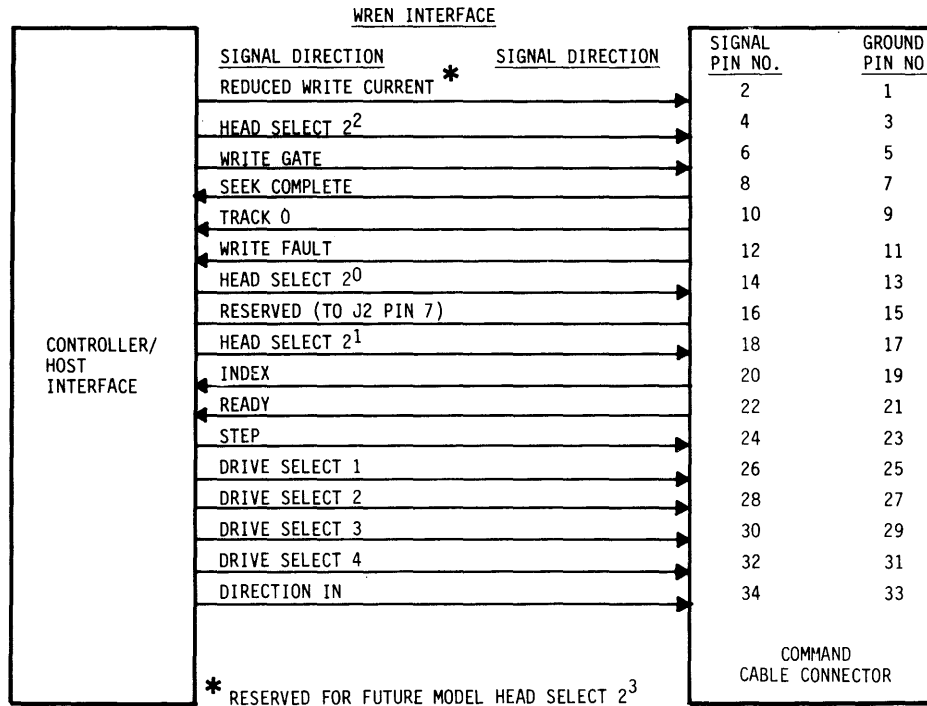 WREN INTERFACE
SIGNAL DIRECTION SIGNAL DIRECTION SIGNAL PIN NO. GROUND PIN NO
REDUCED WRITE CURRENT * 2 1
HEAD SELECT 2² 4 3
WRITE GATE 6 5
SEEK COMPLETE 8 7
TRACK 0 10 9
WRITE FAULT 12 11
HEAD SELECT 2⁰ 14 13
RESERVED (TO J2 PIN 7) 16 15
HEAD SELECT 2¹ 18 17
INDEX 20 19
READY 22 21
STEP 24 23
DRIVE SELECT 1 26 25
DRIVE SELECT 2 28 27
DRIVE SELECT 3 30 29
DRIVE SELECT 4 32 31
DIRECTION IN 34 33
CONTROLLER/
HOST
INTERFACE
COMMAND
CABLE CONNECTOR
* RESERVED FOR FUTURE MODEL HEAD SELECT 2³